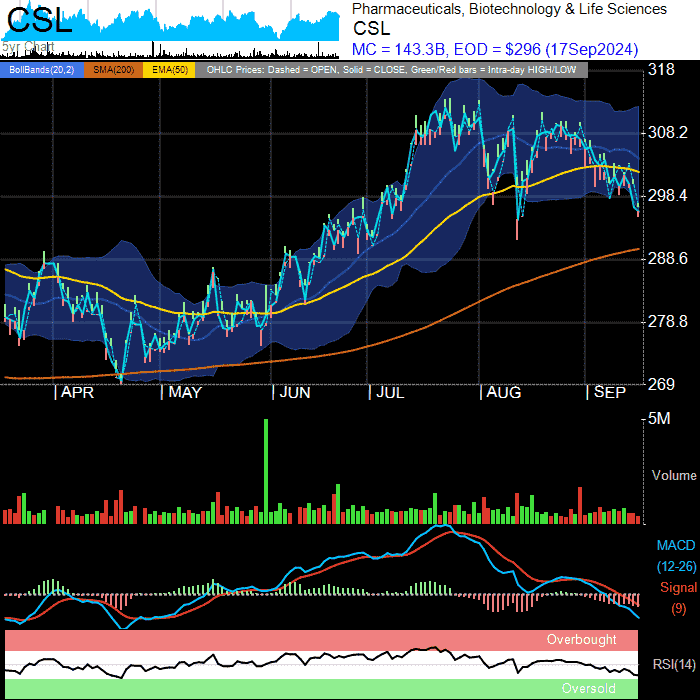 CSL
5yr Chart
Pharmaceuticals, Biotechnology & Life Sciences
CSL
MC = 143.3B, EOD = $296 (17Sep2024)
BollBands(20,2) SMA(200) EMA(50) OHLC Prices: Dashed = OPEN, Solid = CLOSE, Green/Red bars = Intra-day HIGH/LOW
318
308.2
298.4
288.6
278.8
269
APR MAY JUN JUL AUG SEP
5M
Volume
MACD
(12-26)
Signal
(9)
Overbought
RSI(14)
Oversold